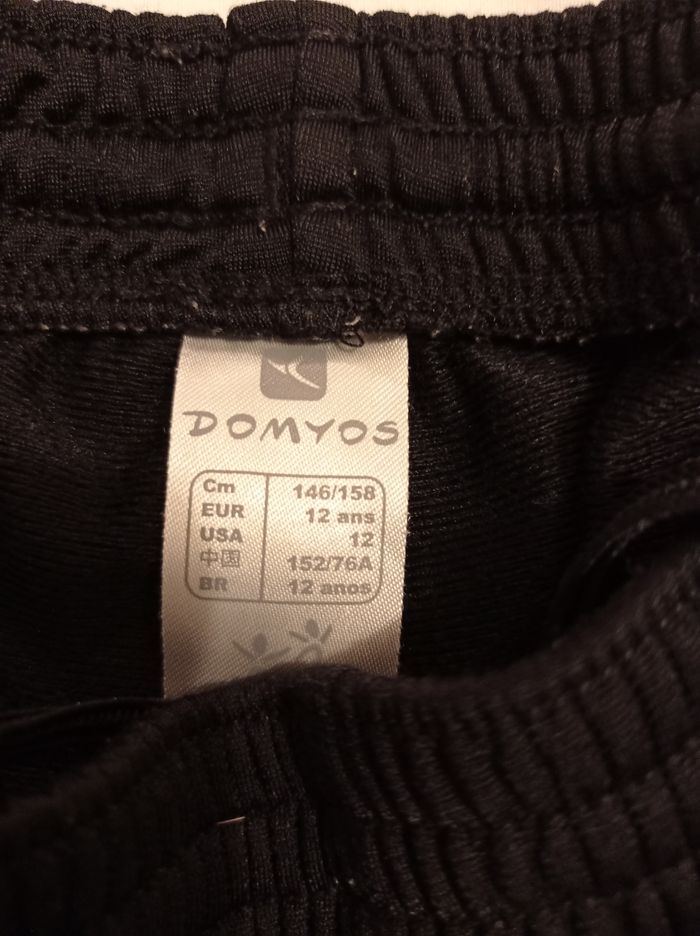 DOMYOS
Cm 146/158
EUR 12 ans
USA 12
中国 152/76A
BR 12 anos